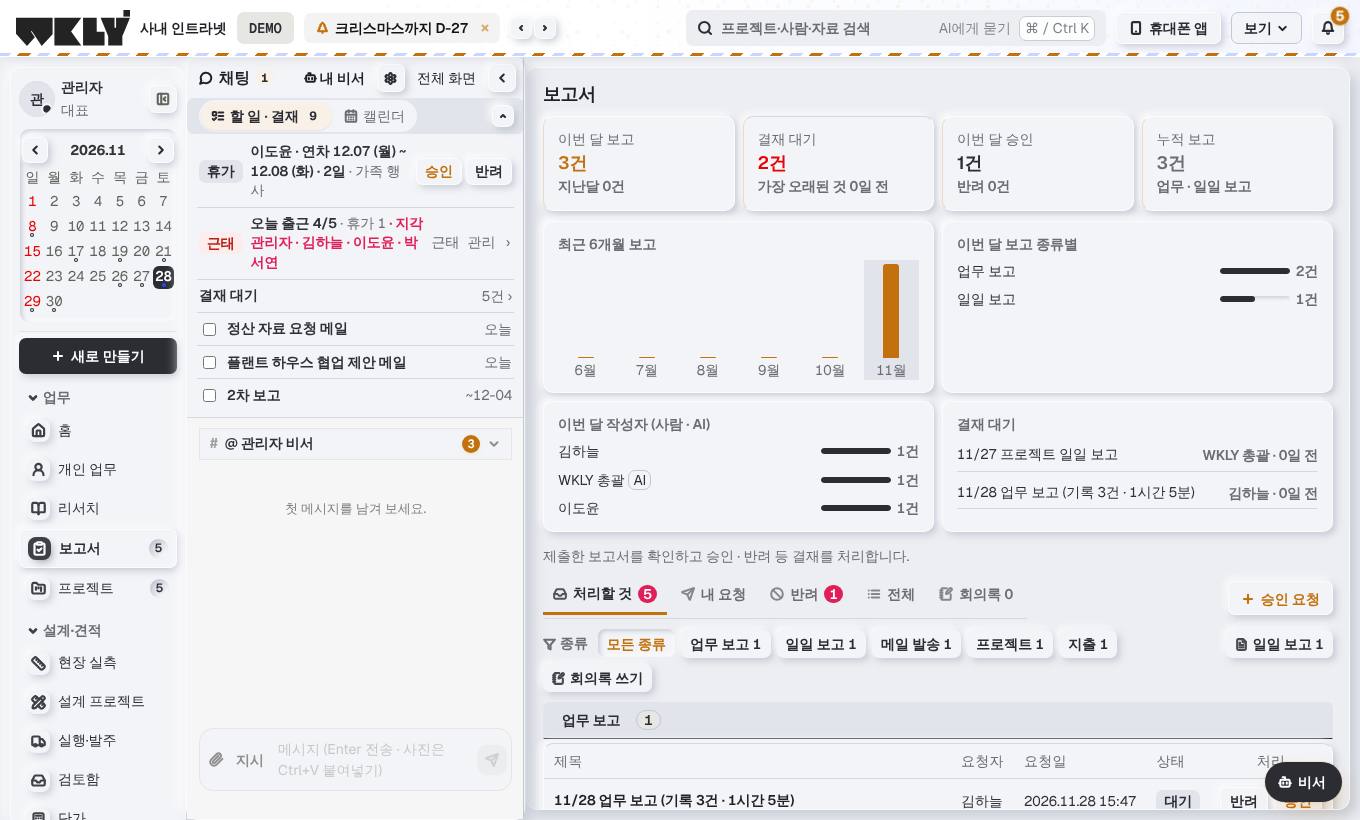 WKLY 사내 인트라넷 DEMO 크리스마스까지 D-27 × 프로젝트·사람·자료 검색 AI에게 묻기 ⌘ / Ctrl K 휴대폰 앱 보기 5
관 관리자
대표
2026.11
일 월 화 수 목 금 토
1 2 3 4 5 6 7
8 9 10 11 12 13 14
15 16 17 18 19 20 21
22 23 24 25 26 27 28
29 30
+ 새로 만들기
업무
홈
개인 업무
리서치
보고서 5
프로젝트 5
설계·견적
현장 실측
설계 프로젝트
실행·발주
검토함
단가
채팅 1 내 비서 전체 화면
할 일 · 결재 9 캘린더
휴가 이도윤 · 연차 12.07 (월) ~
12.08 (화) · 2일 · 가족 행
사
승인 반려
근태 오늘 출근 4/5 · 휴가 1 · 지각
관리자 · 김하늘 · 이도윤 · 박
서연
근태 관리 ›
결재 대기 5건 ›
정산 자료 요청 메일 오늘
플랜트 하우스 협업 제안 메일 오늘
2차 보고 ~12-04
# @ 관리자 비서 3
첫 메시지를 남겨 보세요.
지시 메시지 (Enter 전송 · 사진은
Ctrl+V 붙여넣기)
보고서
이번 달 보고
3건
지난달 0건
결재 대기
2건
가장 오래된 것 0일 전
이번 달 승인
1건
반려 0건
누적 보고
3건
업무 · 일일 보고
최근 6개월 보고
6월 7월 8월 9월 10월 11월
이번 달 보고 종류별
업무 보고 2건
일일 보고 1건
이번 달 작성자 (사람 · AI)
김하늘 1건
WKLY 총괄 AI 1건
이도윤 1건
결재 대기
11/27 프로젝트 일일 보고 WKLY 총괄 · 0일 전
11/28 업무 보고 (기록 3건 · 1시간 5분) 김하늘 · 0일 전
제출한 보고서를 확인하고 승인 · 반려 등 결재를 처리합니다.
처리할 것 5 내 요청 반려 1 전체 회의록 0 + 승인 요청
종류 모든 종류 업무 보고 1 일일 보고 1 메일 발송 1 프로젝트 1 지출 1 일일 보고 1
회의록 쓰기
업무 보고 1
제목 요청자 요청일 상태 처리
11/28 업무 보고 (기록 3건 · 1시간 5분) 김하늘 2026.11.28 15:47 대기 반려 승인
비서